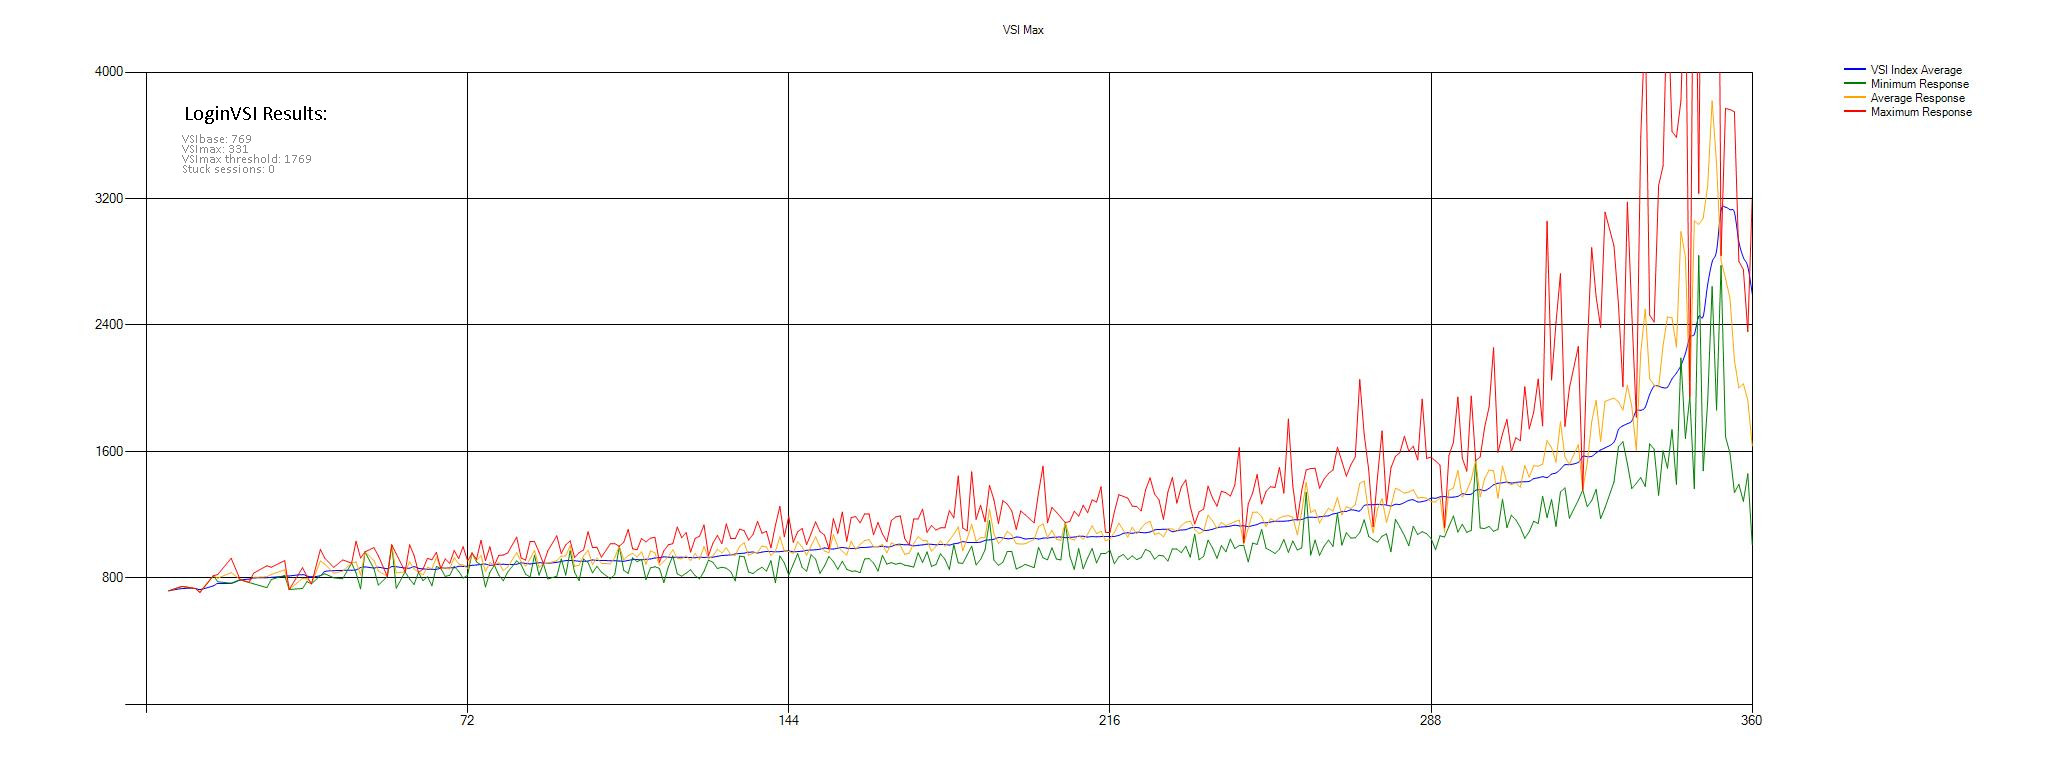 VSI Max
4000
3200
2400
1600
800
LoginVSI Results:
VSIbase: 769
VSImax: 331
VSImax threshold: 1769
Stuck sessions: 0
VSI Index Average
Minimum Response
Average Response
Maximum Response
72
144
216
288
360